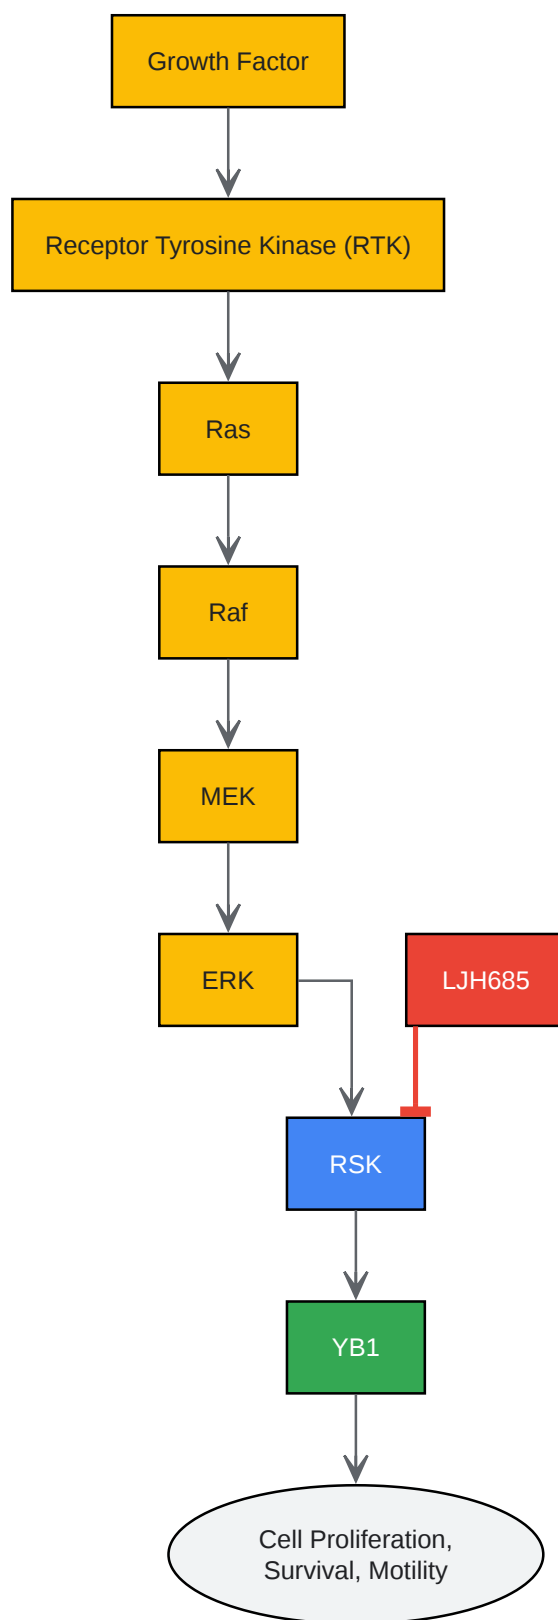 Growth Factor
Receptor Tyrosine Kinase (RTK)
Ras
Raf
MEK
ERK
LJH685
RSK
YB1
Cell Proliferation,
Survival, Motility